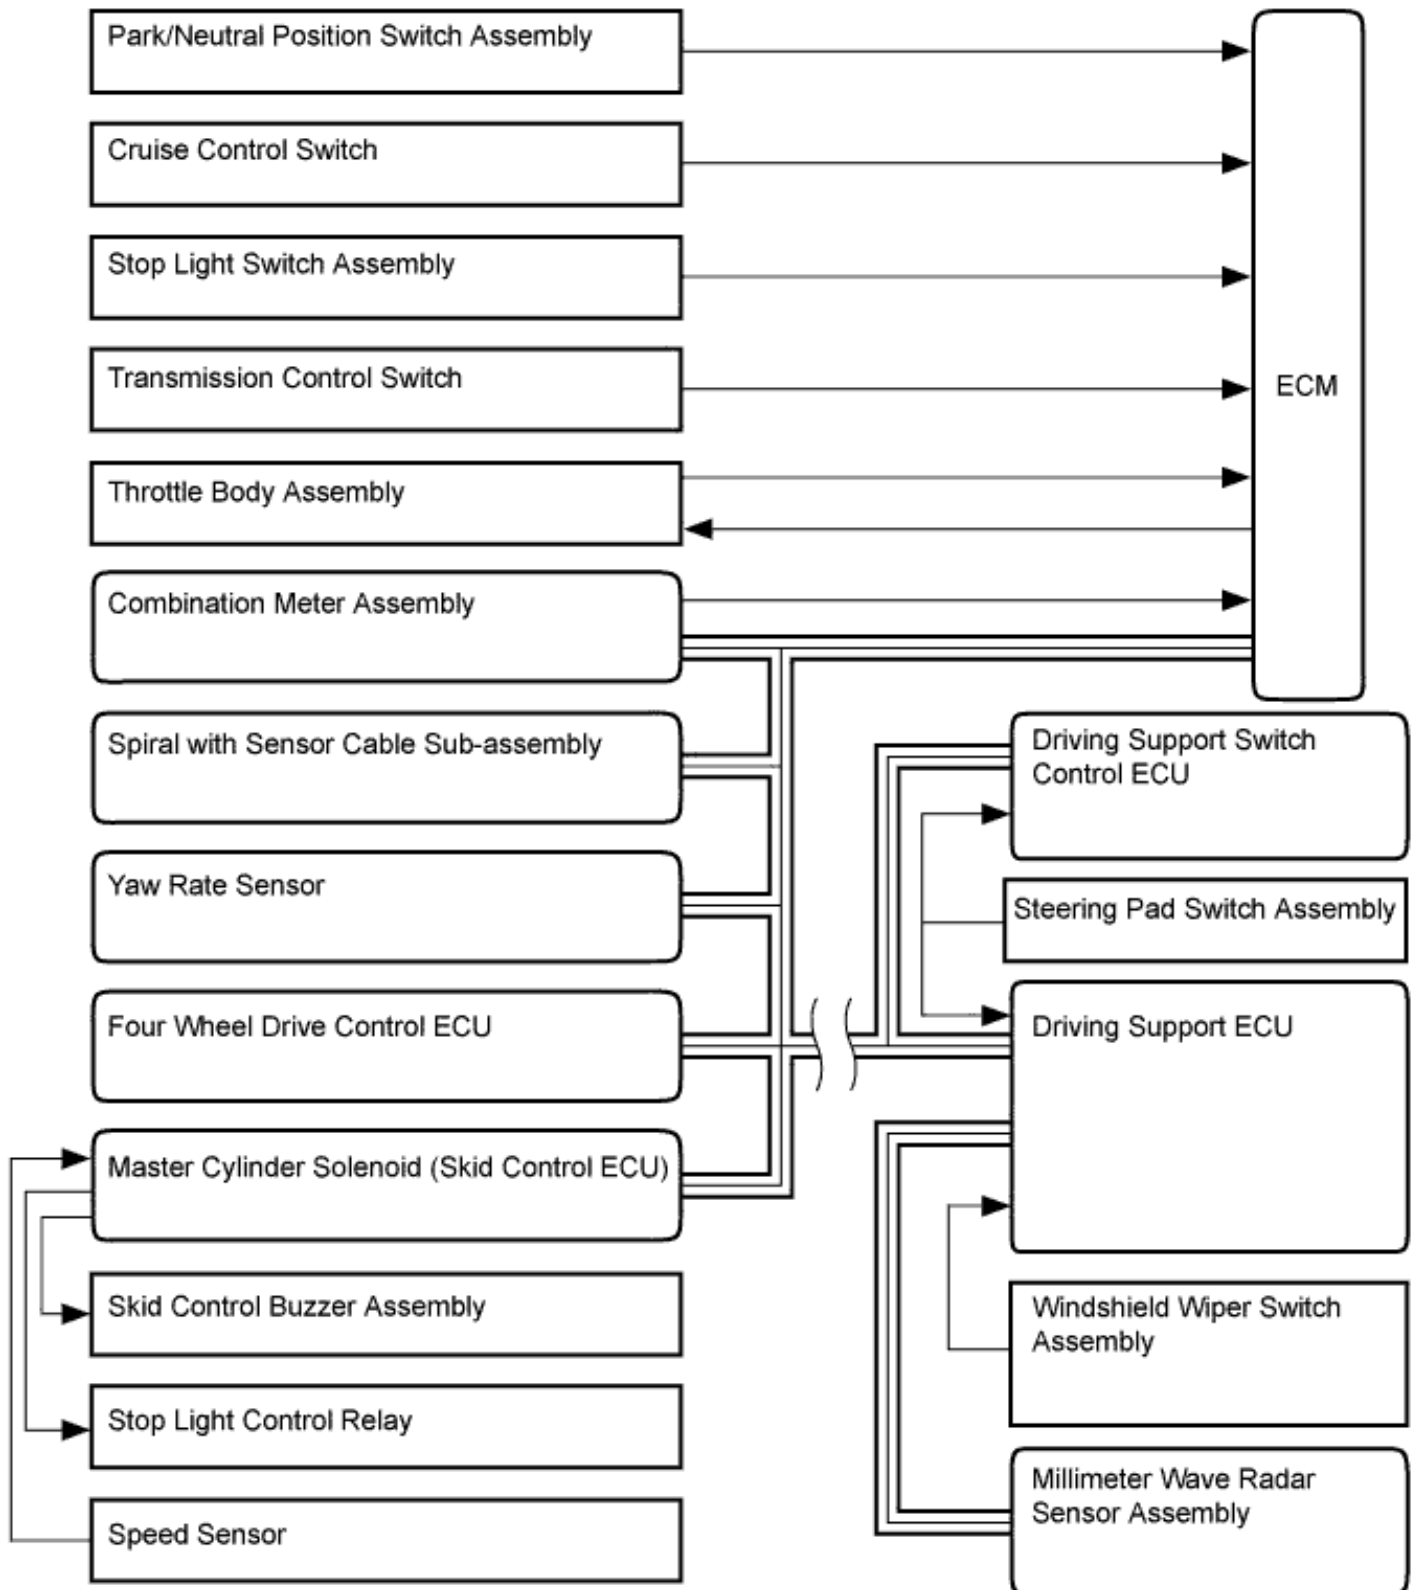 Park/Neutral Position Switch Assembly
Cruise Control Switch
Stop Light Switch Assembly
Transmission Control Switch
Throttle Body Assembly
Combination Meter Assembly
Spiral with Sensor Cable Sub-assembly
Yaw Rate Sensor
Four Wheel Drive Control ECU
Master Cylinder Solenoid (Skid Control ECU)
Skid Control Buzzer Assembly
Stop Light Control Relay
Speed Sensor
ECM
Driving Support Switch
Control ECU
Steering Pad Switch Assembly
Driving Support ECU
Windshield Wiper Switch
Assembly
Millimeter Wave Radar
Sensor Assembly